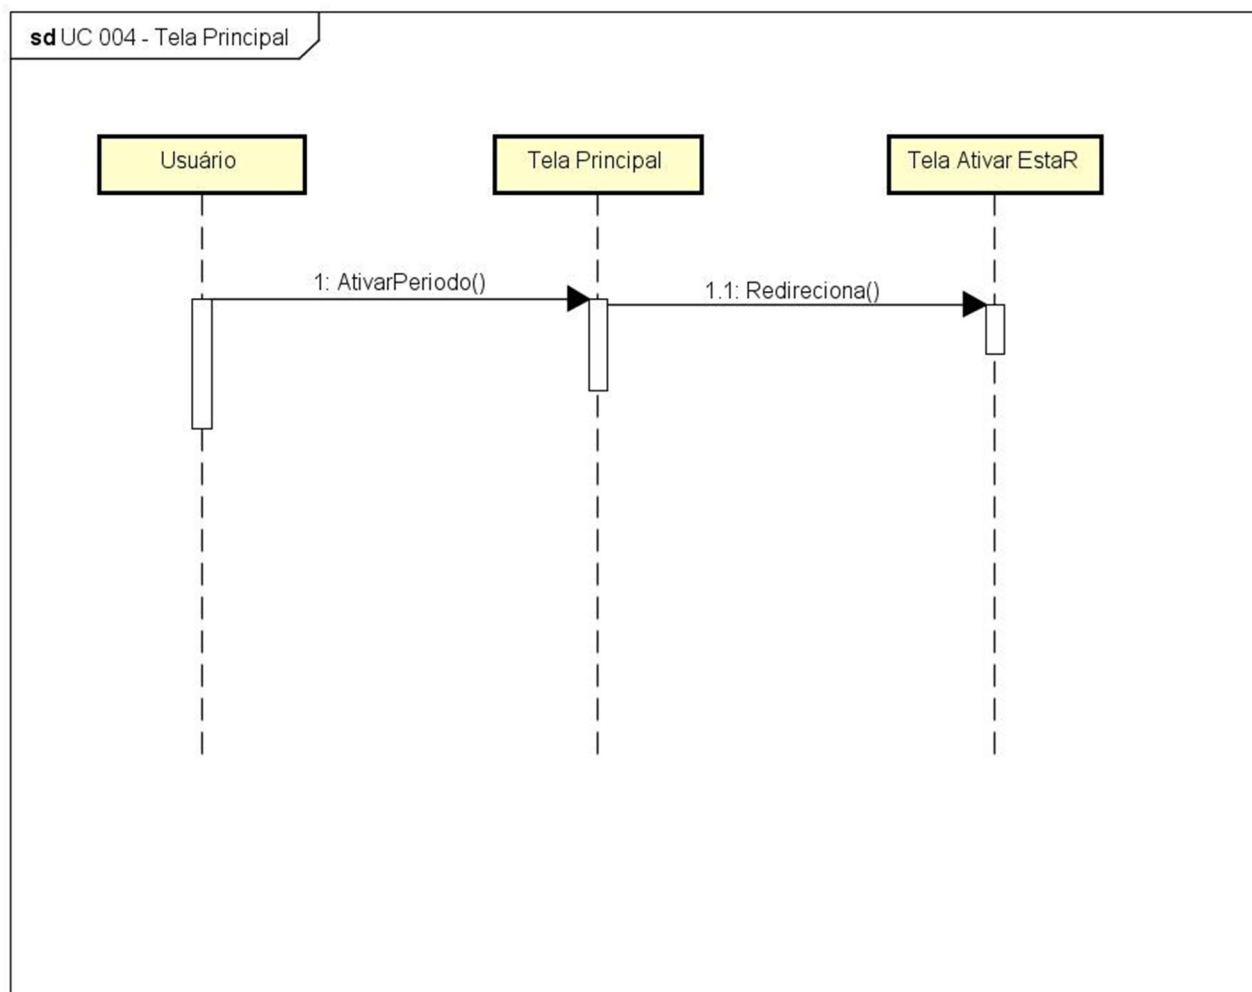 sd UC 004 - Tela Principal
Usuário
Tela Principal
Tela Ativar EstaR
1: AtivarPeriodo()
1.1: Redireciona()